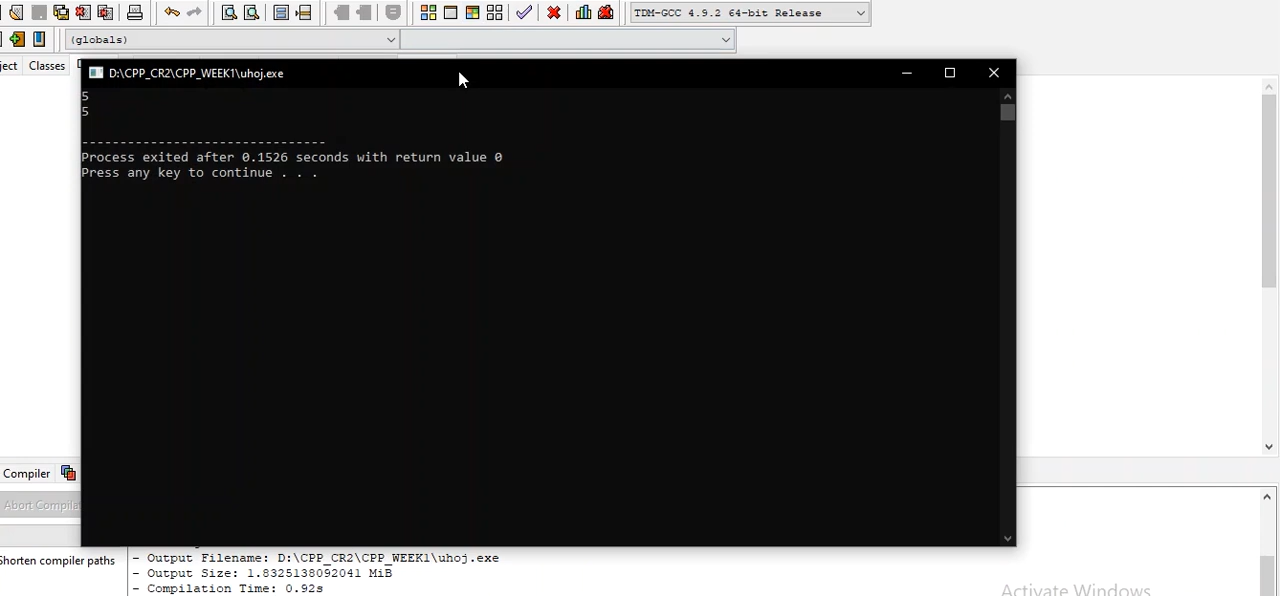 TDM-GCC 4.9.2 64-bit Release
(globals)
ject Classes
D:\CPP_CR2\CPP_WEEK1\uhoj.exe
5
5
--------------------------------
Process exited after 0.1526 seconds with return value 0
Press any key to continue . . .
Compiler
Abort Compilat
Shorten compiler paths
- Output Filename: D:\CPP_CR2\CPP_WEEK1\uhoj.exe
- Output Size: 1.8325138092041 MiB
- Compilation Time: 0.92s
Activate Windows